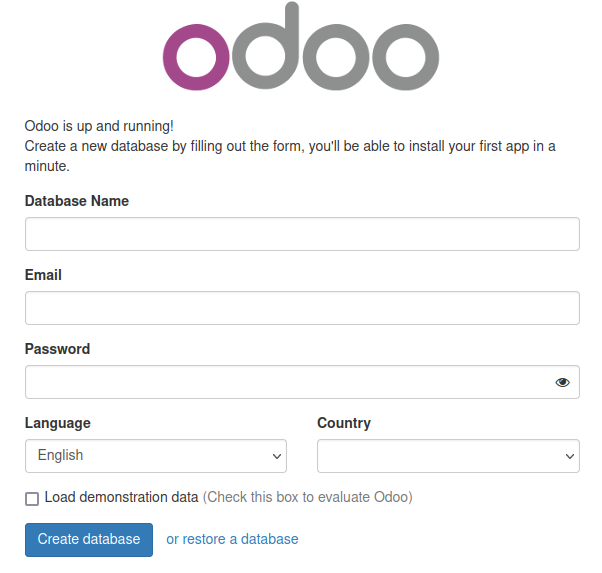 odoo
Odoo is up and running!
Create a new database by filling out the form, you'll be able to install your first app in a
minute.
Database Name
Email
Password
Language Country
English
Load demonstration data (Check this box to evaluate Odoo)
Create database or restore a database